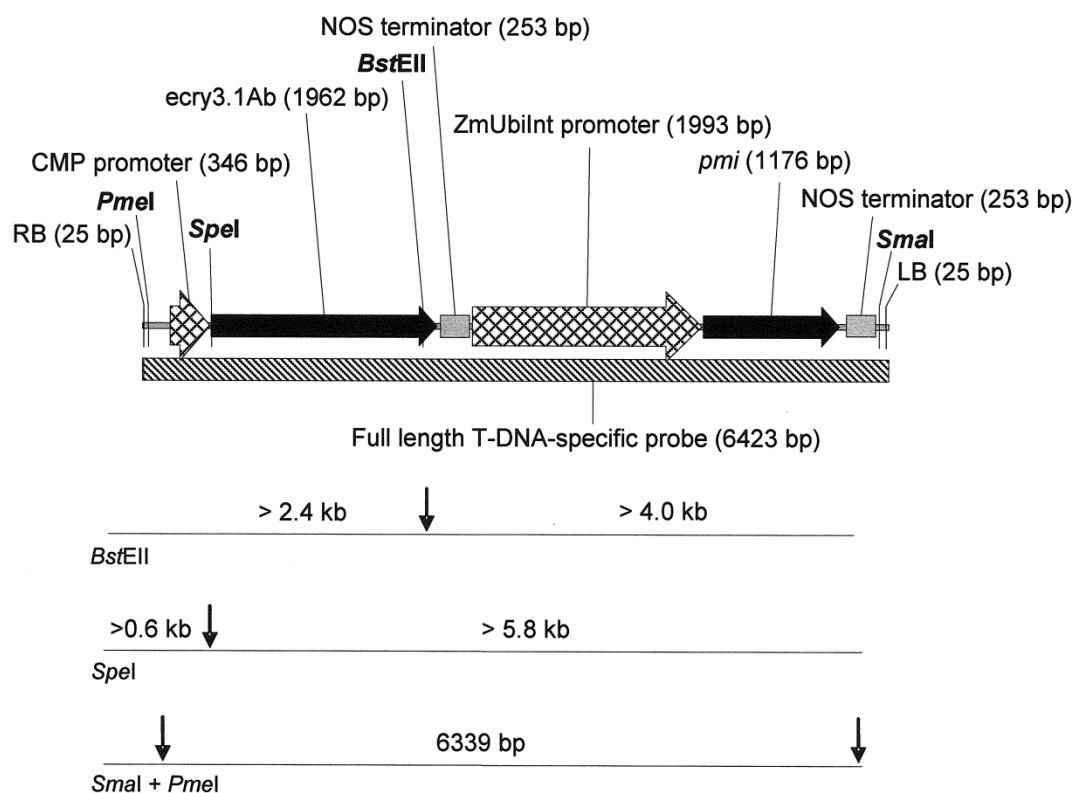 NOS terminator (253 bp)
BstEII
ecry3.1Ab (1962 bp)
ZmUbiInt promoter (1993 bp)
CMP promoter (346 bp)
pmi (1176 bp)
PmeI
NOS terminator (253 bp)
RB (25 bp)
SpeI
SmaI
LB (25 bp)
Full length T-DNA-specific probe (6423 bp)
> 2.4 kb
> 4.0 kb
BstEII
>0.6 kb
> 5.8 kb
SpeI
6339 bp
SmaI + PmeI